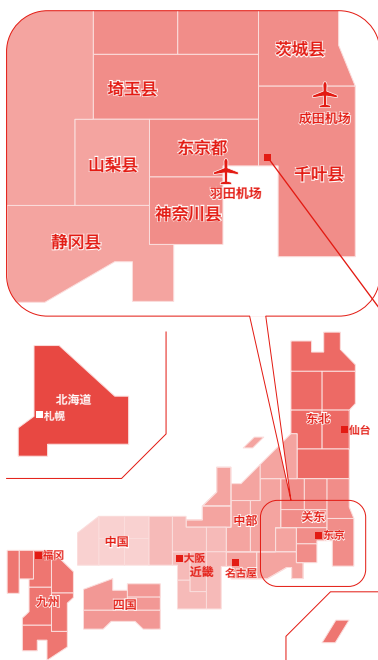 茨城县
埼玉县
成田机场
东京都
山梨县
千叶县
羽田机场
神奈川县
静冈县
北海道
札幌
东北
仙台
中部
关东
东京
中国
大阪
福冈
近畿
名古屋
九州
四国